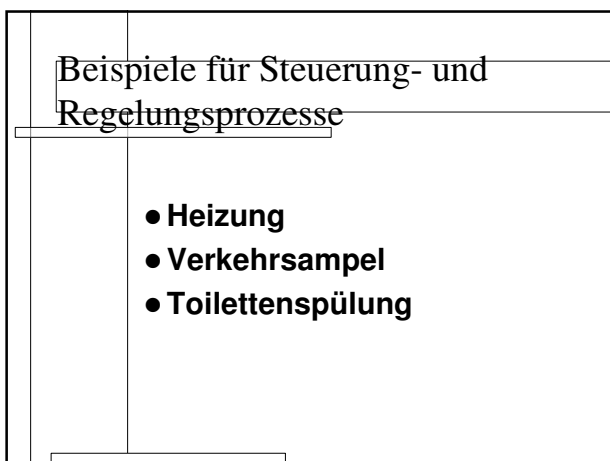 Beispiele für Steuerung- und
Regelungsprozesse
● Heizung
● Verkehrsampel
● Toilettenspülung